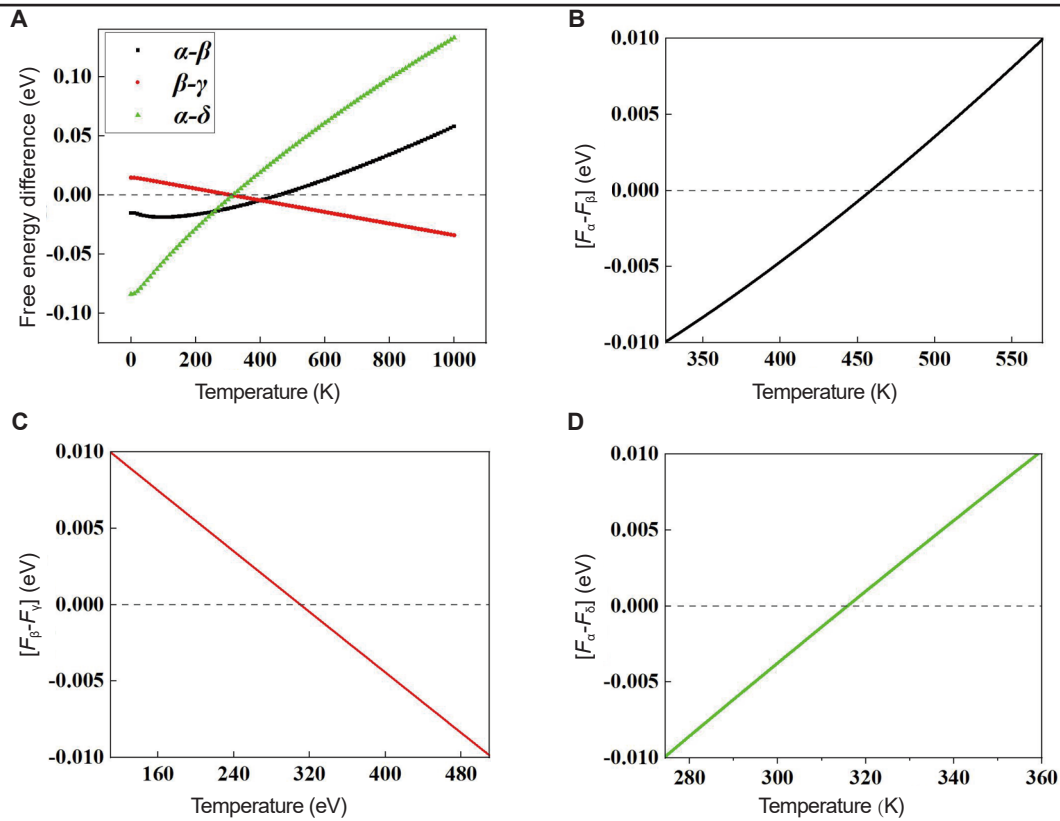 A
α-β
β-γ
α-δ
Free energy difference (eV)
0.10
0.05
0.00
-0.05
-0.10
0 200 400 600 800 1000
Temperature (K)
B
[Fα-Fβ] (eV)
0.010
0.005
0.000
-0.005
-0.010
350 400 450 500 550
Temperature (K)
C
[Fβ-Fγ] (eV)
0.010
0.005
0.000
-0.005
-0.010
160 240 320 400 480
Temperature (eV)
D
[Fα-Fδ] (eV)
0.010
0.005
0.000
-0.005
-0.010
280 300 320 340 360
Temperature (K)